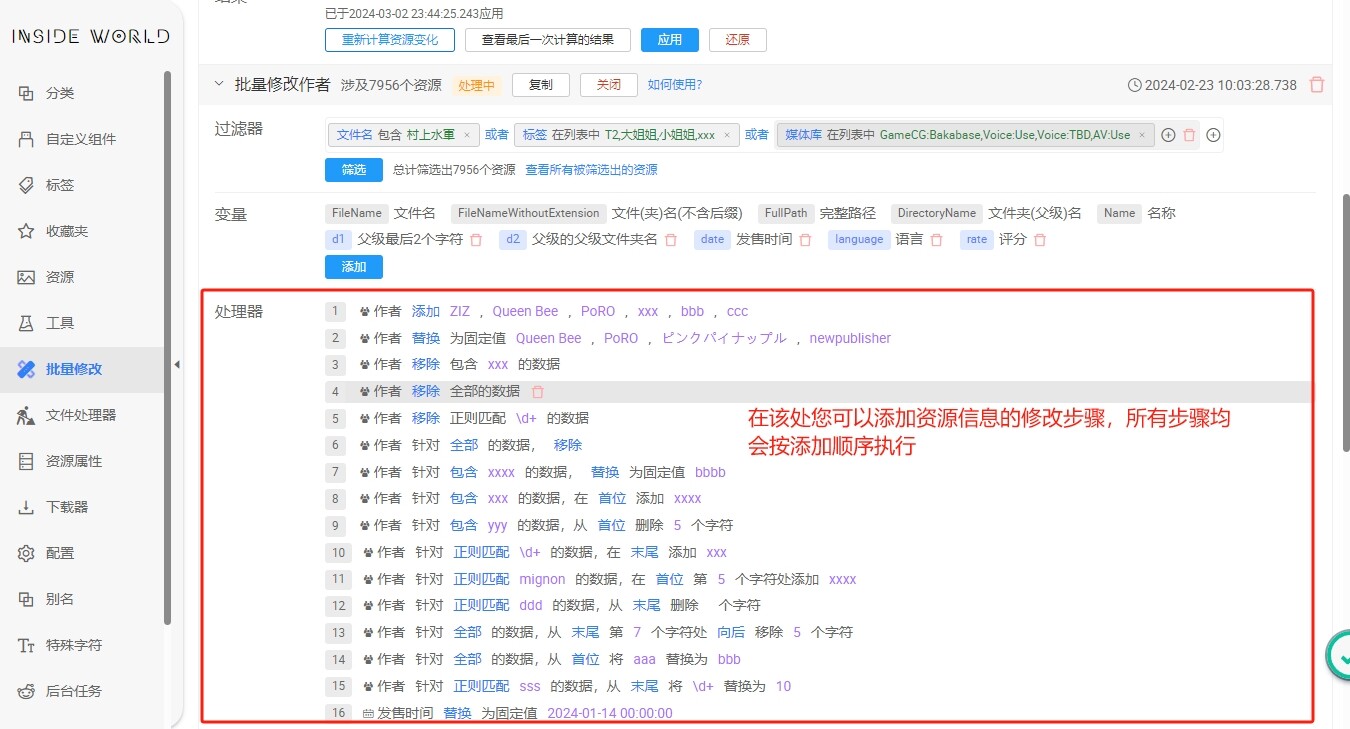 INSIDE WORLD
分类
自定义组件
标签
收藏夹
资源
工具
批量修改
文件处理器
资源属性
下载器
配置
别名
特殊字符
后台任务
已于2024-03-02 23:44:25.243应用
重新计算资源变化 查看最后一次计算的结果 应用 还原
批量修改作者 涉及7956个资源 处理中 复制 关闭 如何使用? 2024-02-23 10:03:28.738
过滤器 文件名 包含 村上水軍 × 或者 标签 在列表中 T2,大姐姐,小姐姐,xxx × 或者 媒体库 在列表中 GameCG:Bakabase,Voice:Use,Voice:TBD,AV:Use ×
筛选 总计筛选出7956个资源 查看所有被筛选出的资源
变量 FileName 文件名 FileNameWithoutExtension 文件(夹)名(不含后缀) FullPath 完整路径 DirectoryName 文件夹(父级)名 Name 名称
d1 父级最后2个字符 d2 父级的父级文件夹名 date 发售时间 language 语言 rate 评分
添加
处理器 1 作者 添加 ZIZ , Queen Bee , PoRO , xxx , bbb , ccc
2 作者 替换 为固定值 Queen Bee , PoRO , ピンクパイナップル , newpublisher
3 作者 移除 包含 xxx 的数据
4 作者 移除 全部的数据
5 作者 移除 正则匹配 \d+ 的数据
在该处您可以添加资源信息的修改步骤，所有步骤均
会按添加顺序执行
6 作者 针对 全部 的数据， 移除
7 作者 针对 包含 xxxx 的数据， 替换 为固定值 bbbb
8 作者 针对 包含 xxx 的数据，在 首位 添加 xxxx
9 作者 针对 包含 yyy 的数据，从 首位 删除 5 个字符
10 作者 针对 正则匹配 \d+ 的数据，在 末尾 添加 xxx
11 作者 针对 正则匹配 mignon 的数据，在 首位 第 5 个字符处添加 xxxx
12 作者 针对 正则匹配 ddd 的数据，从 末尾 删除 个字符
13 作者 针对 全部 的数据，从 末尾 第 7 个字符处 向后 移除 5 个字符
14 作者 针对 全部 的数据，从 首位 将 aaa 替换为 bbb
15 作者 针对 正则匹配 sss 的数据，从 末尾 将 \d+ 替换为 10
16 发售时间 替换 为固定值 2024-01-14 00:00:00